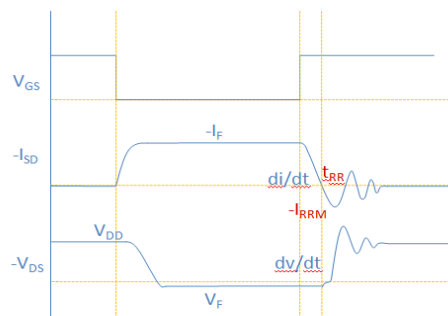 VGS
-IF
-ISD
tRR
di/dt
-IRRM
VDD
dv/dt
-VDS
VF